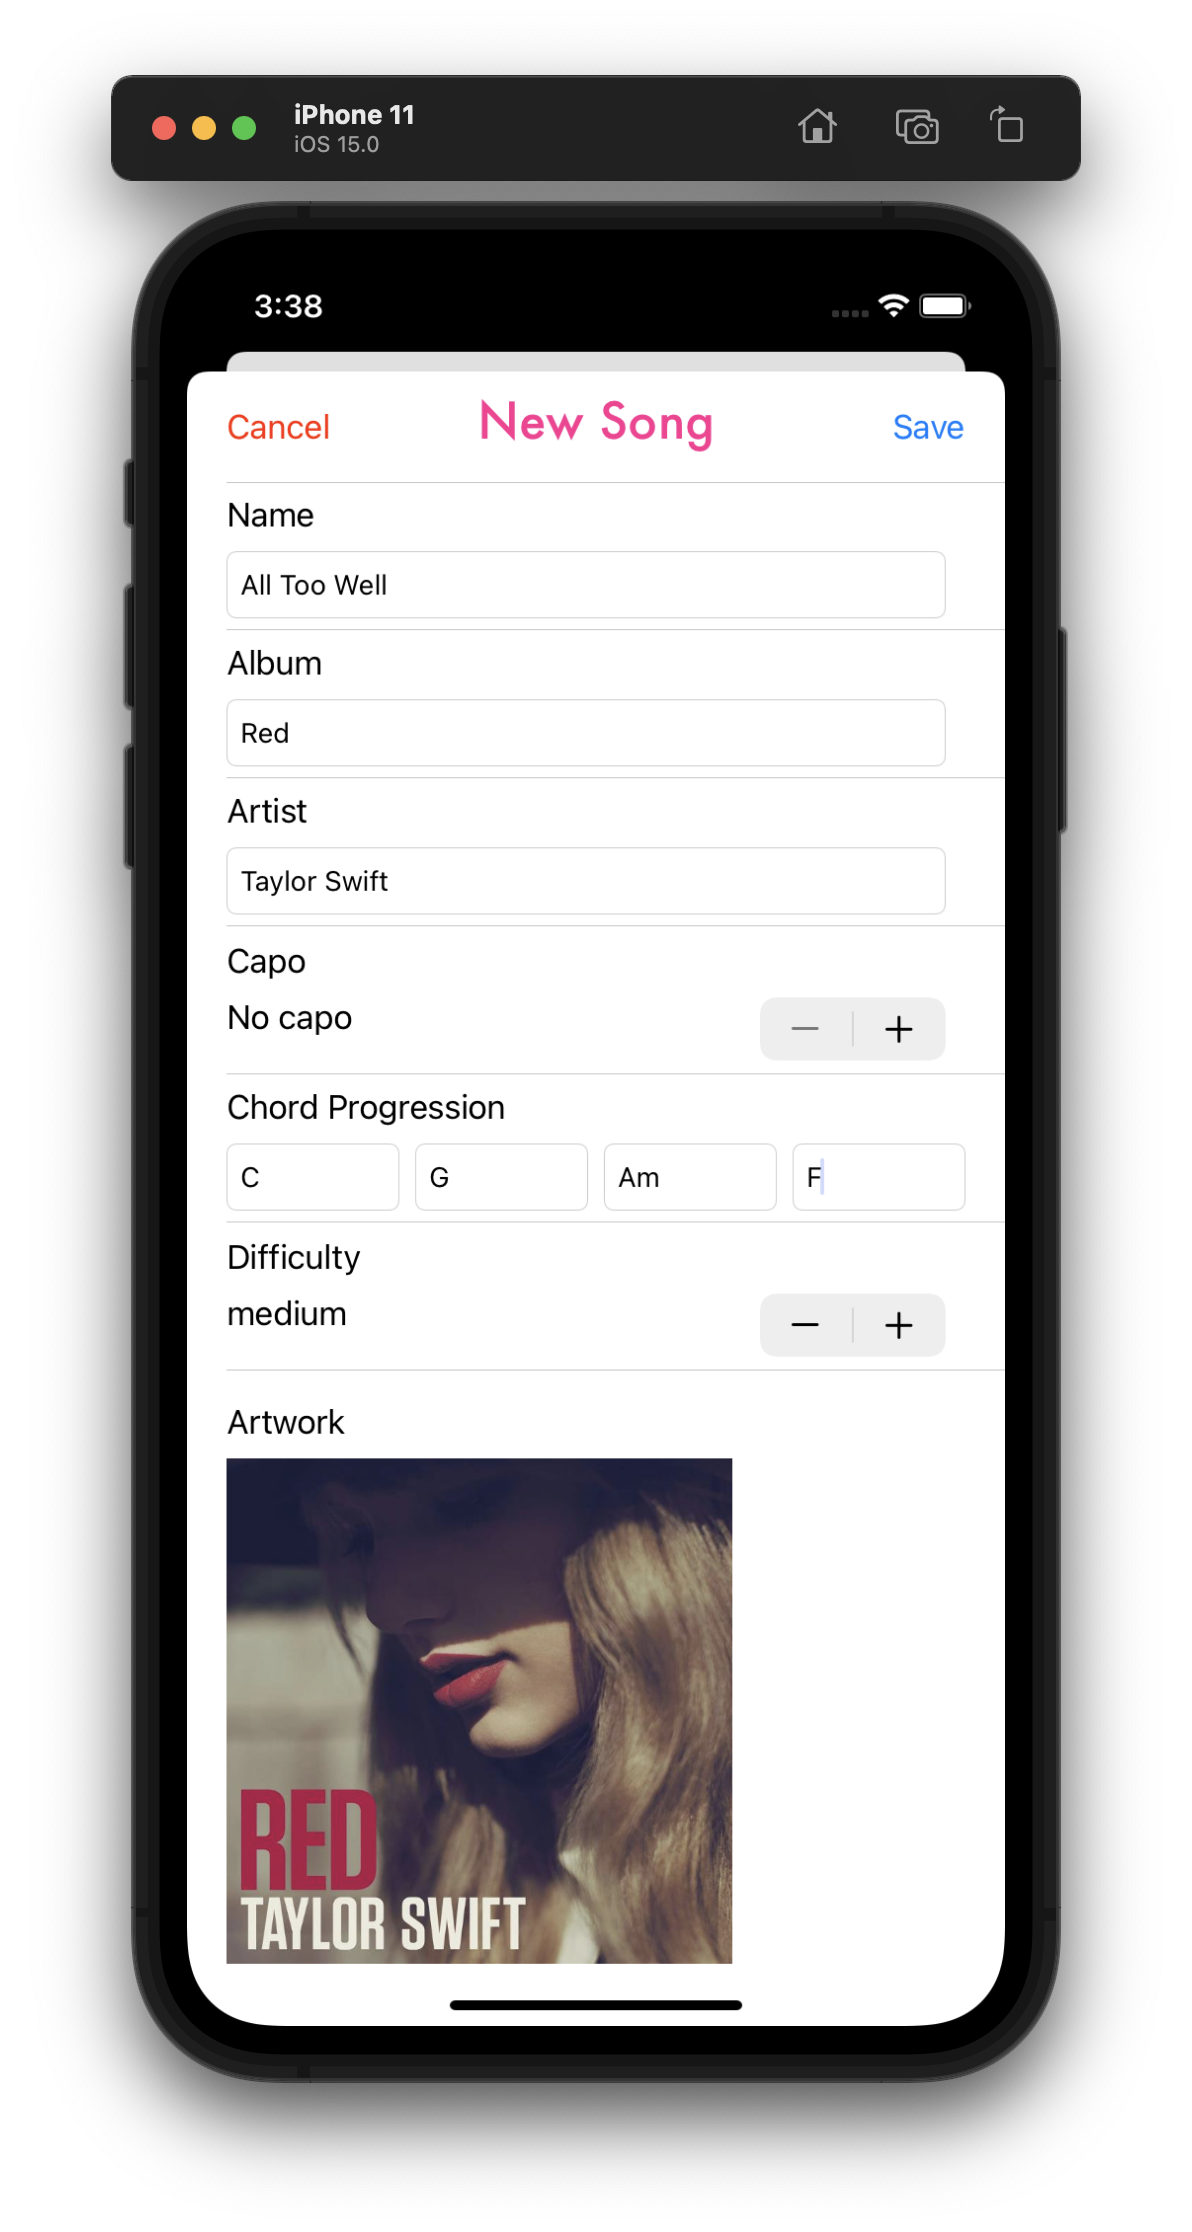 iPhone 11
iOS 15.0
3:38
Cancel New Song Save
Name
All Too Well
Album
Red
Artist
Taylor Swift
Capo
No capo
Chord Progression
C G Am F
Difficulty
medium
Artwork
RED
TAYLOR SWIFT